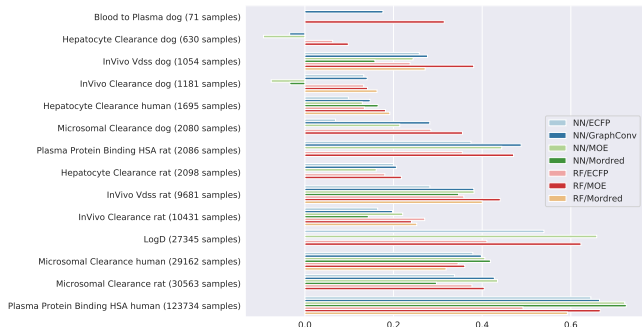 Blood to Plasma dog (71 samples)
Hepatocyte Clearance dog (630 samples)
InVivo Vdss dog (1054 samples)
InVivo Clearance dog (1181 samples)
Hepatocyte Clearance human (1695 samples)
Microsomal Clearance dog (2080 samples)
Plasma Protein Binding HSA rat (2086 samples)
Hepatocyte Clearance rat (2098 samples)
InVivo Vdss rat (9681 samples)
InVivo Clearance rat (10431 samples)
LogD (27345 samples)
Microsomal Clearance human (29162 samples)
Microsomal Clearance rat (30563 samples)
Plasma Protein Binding HSA human (123734 samples)
NN/ECFP
NN/GraphConv
NN/MOE
NN/Mordred
RF/ECFP
RF/MOE
RF/Mordred
0.0 0.2 0.4 0.6